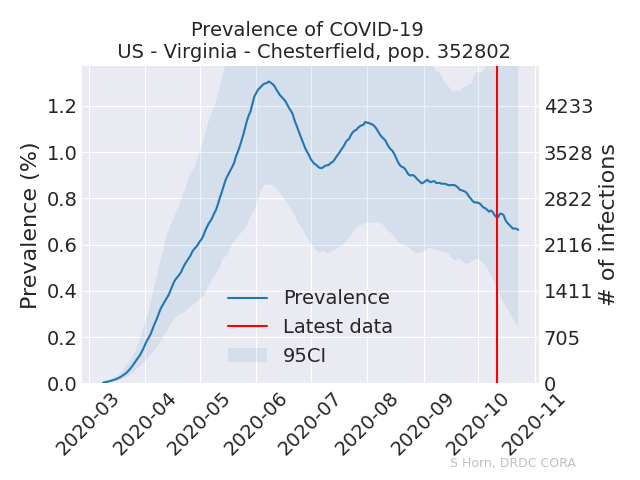 Prevalence of COVID-19
US - Virginia - Chesterfield, pop. 352802
Prevalence (%)
1.2
1.0
0.8
0.6
0.4
0.2
0.0
4233
3528
2822
2116
1411
705
0
# of infections
Prevalence
Latest data
95CI
2020-03
2020-04
2020-05
2020-06
2020-07
2020-08
2020-09
2020-10
2020-11
S Horn, DRDC CORA